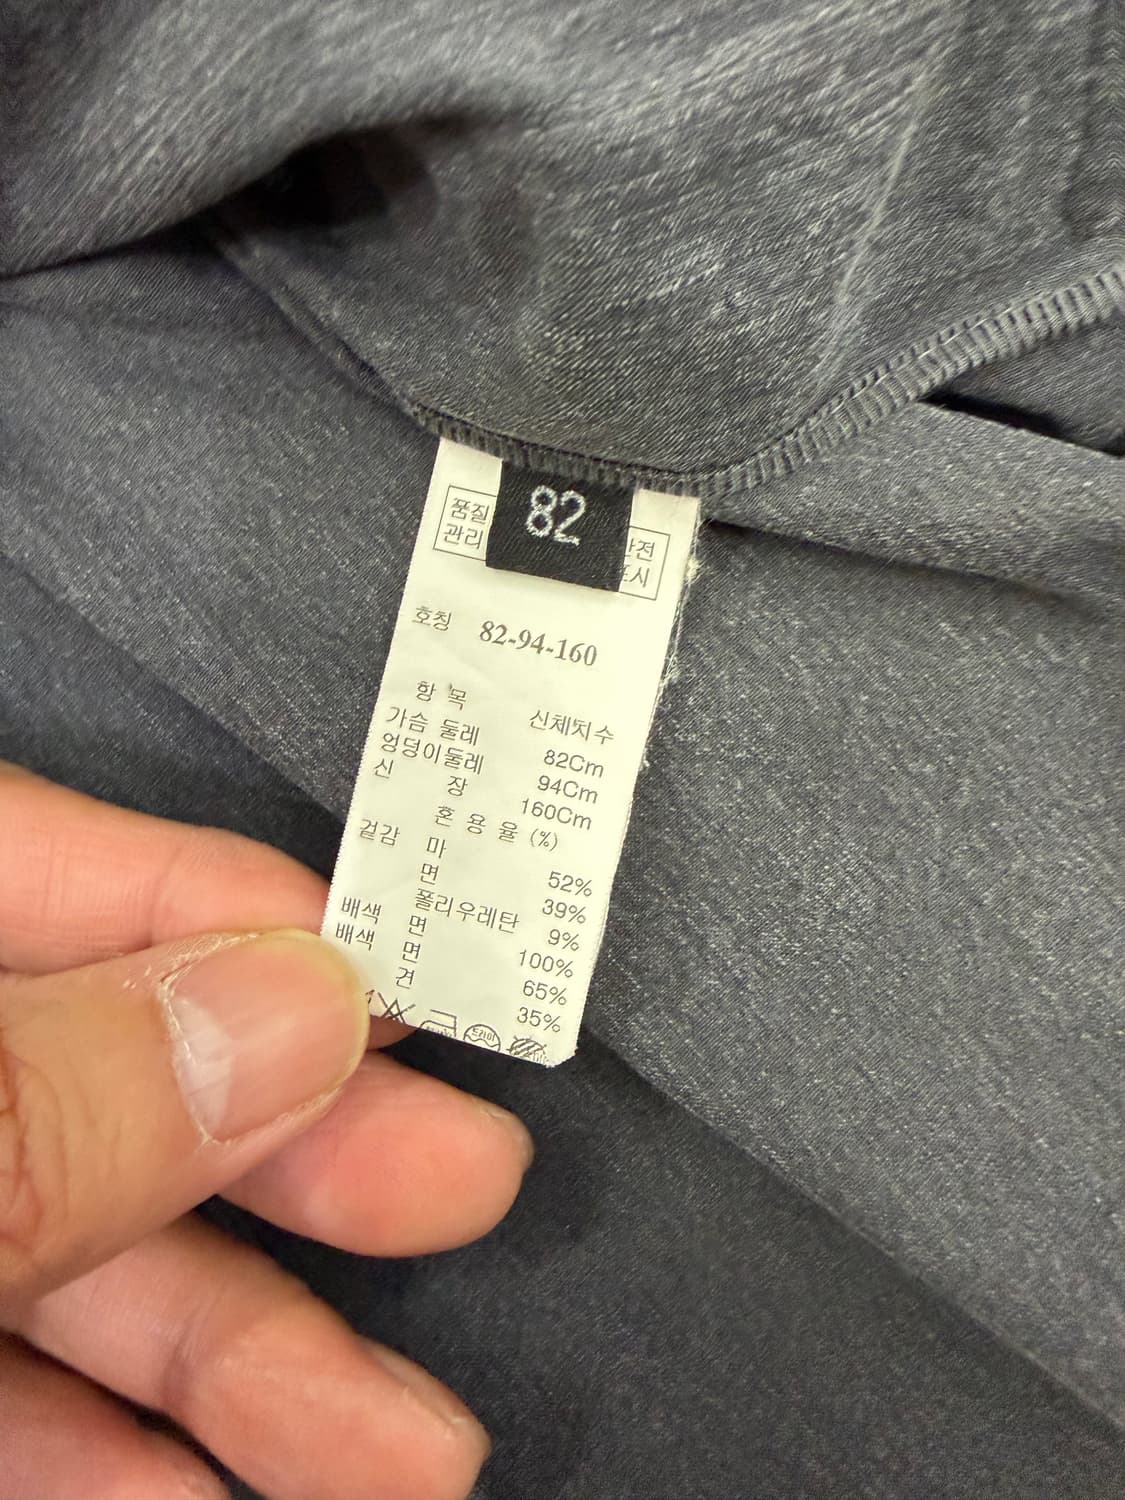 82
품질
관리
전
시
호칭 82-94-160
항 목 신체치수
가슴 둘레 82Cm
엉덩이둘레 94Cm
신 장 160Cm
혼 용 율 (%)
겉감 마 52%
면 39%
폴리우레탄 9%
배색 면 100%
배색 면 65%
견 35%
드라이